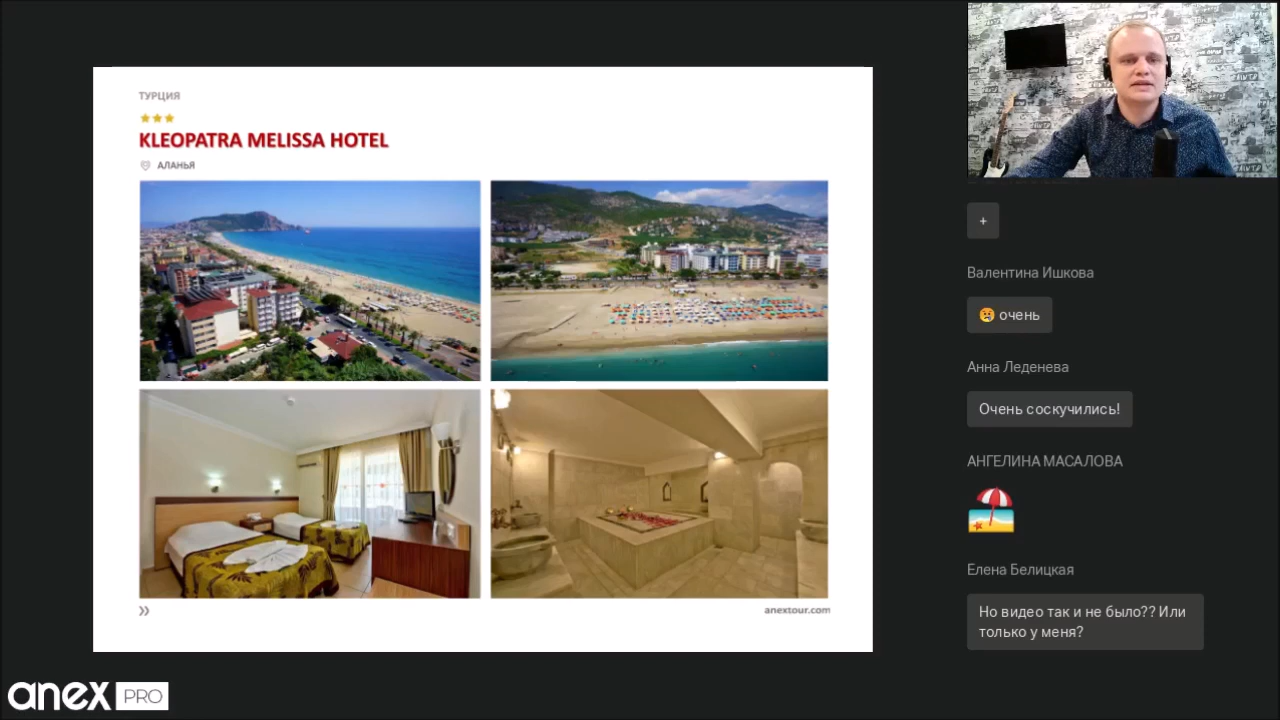 ТУРЦИЯ
KLEOPATRA MELISSA HOTEL
АЛАНЬЯ
anextour.com
anex PRO
+
Валентина Ишкова
😢 очень
Анна Леденева
Очень соскучились!
АНГЕЛИНА МАСАЛОВА
Елена Белицкая
Но видео так и не было?? Или
только у меня?